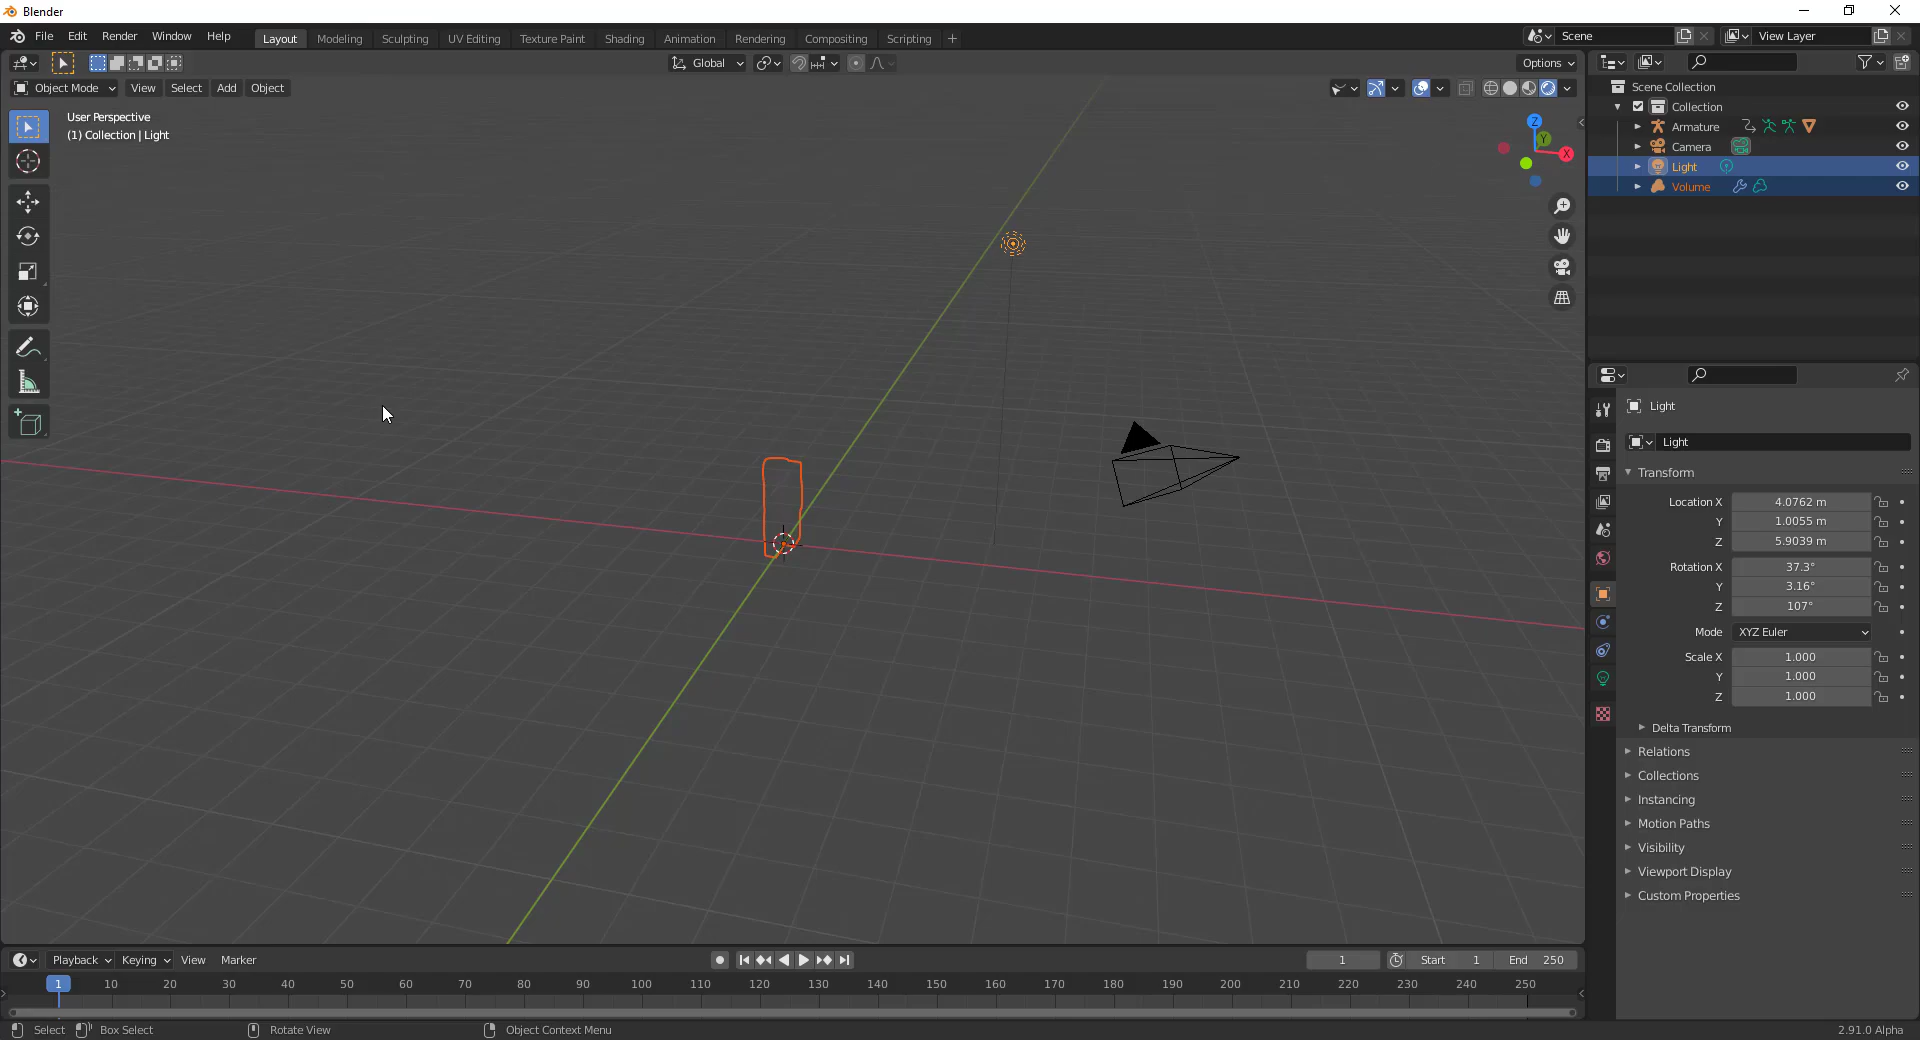 Blender
File Edit Render Window Help Layout Modeling Sculpting UV Editing Texture Paint Shading Animation Rendering Compositing Scripting + Scene View Layer
Global Options
Object Mode View Select Add Object
User Perspective
(1) Collection | Light
Z
Y
X
Scene Collection
Collection
Armature
Camera
Light
Volume
Light
Light
Transform
Location X 4.0762 m
Y 1.0055 m
Z 5.9039 m
Rotation X 37.3°
Y 3.16°
Z 107°
Mode XYZ Euler
Scale X 1.000
Y 1.000
Z 1.000
Delta Transform
Relations
Collections
Instancing
Motion Paths
Visibility
Viewport Display
Custom Properties
Playback Keying View Marker 1 Start 1 End 250
1 10 20 30 40 50 60 70 80 90 100 110 120 130 140 150 160 170 180 190 200 210 220 230 240 250
Select Box Select Rotate View Object Context Menu 2.91.0 Alpha